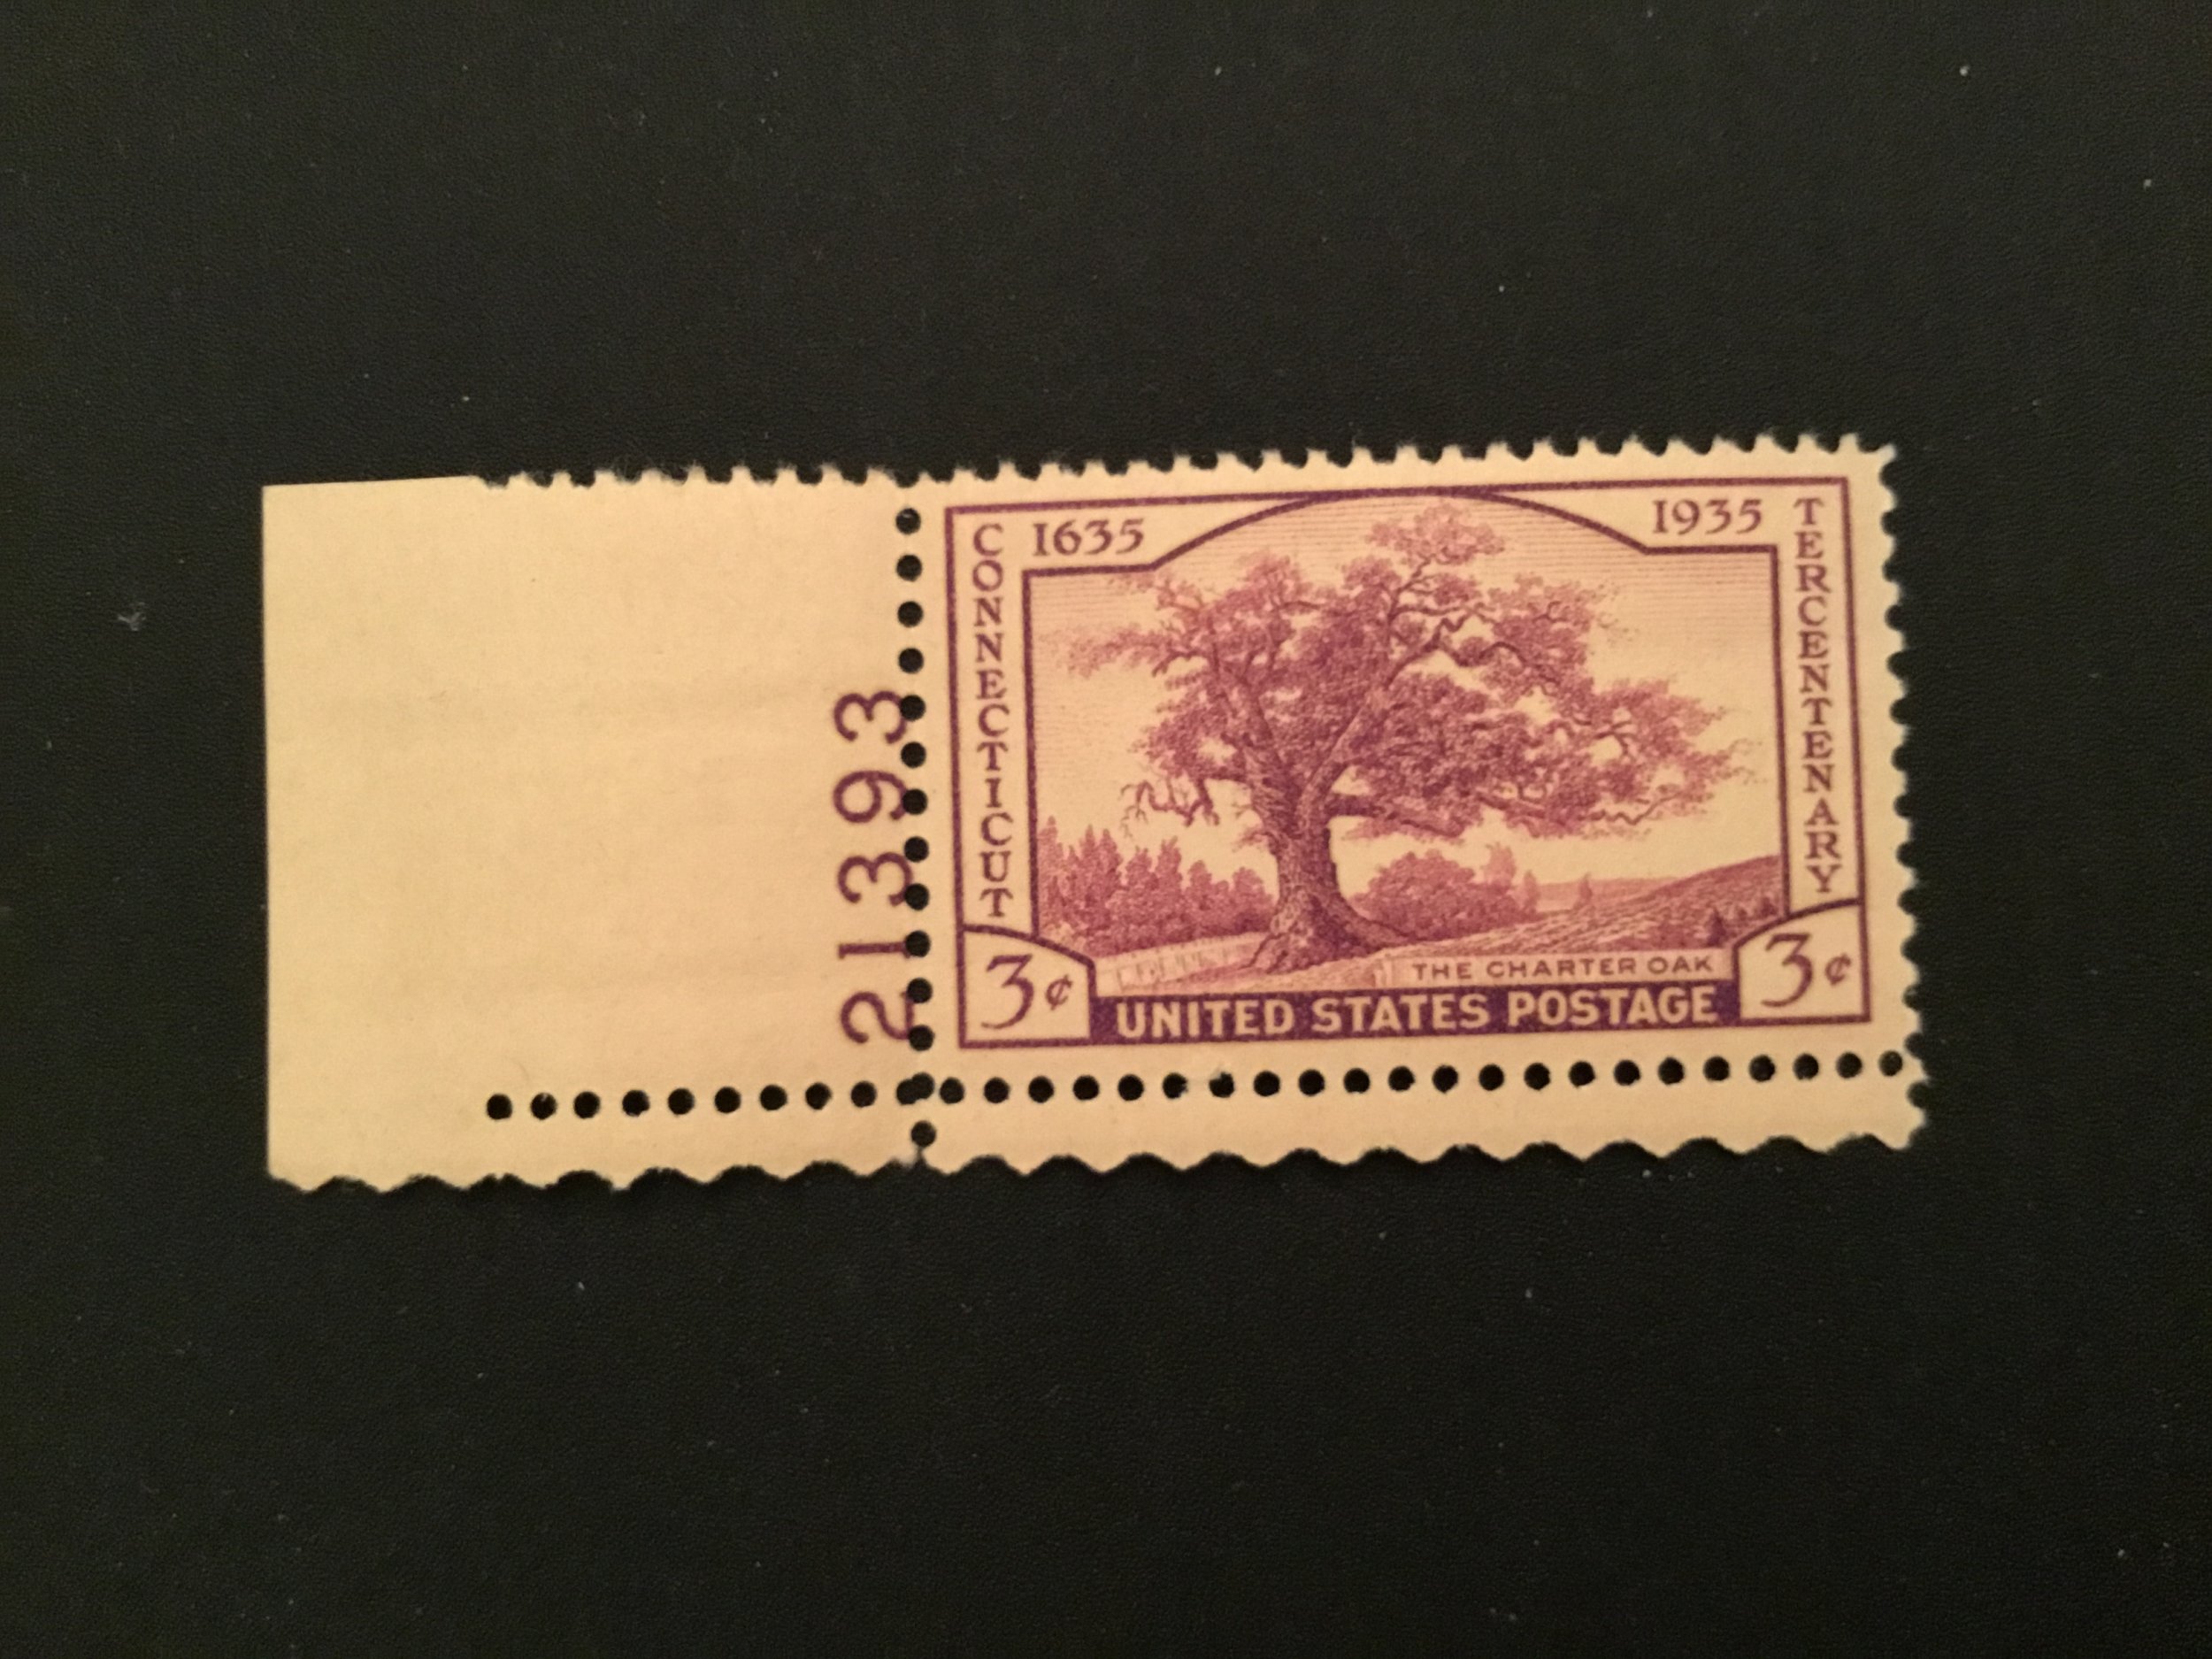 21393
CONNECTICUT
1635
1935
TERCENTENARY
THE CHARTER OAK
3¢
UNITED STATES POSTAGE
3¢